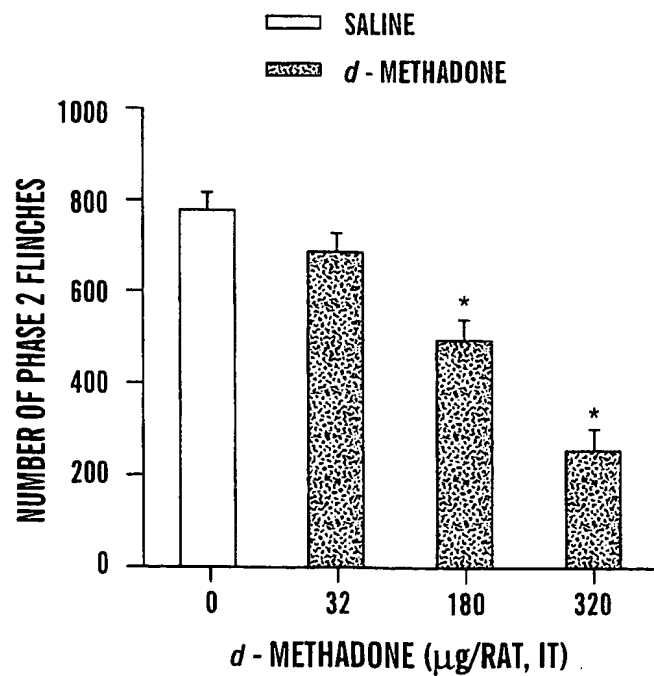 SALINE
d - METHADONE
1000
800
600
400
200
0
NUMBER OF PHASE 2 FLINCHES
*
*
0 32 180 320
d - METHADONE (µg/RAT, IT)